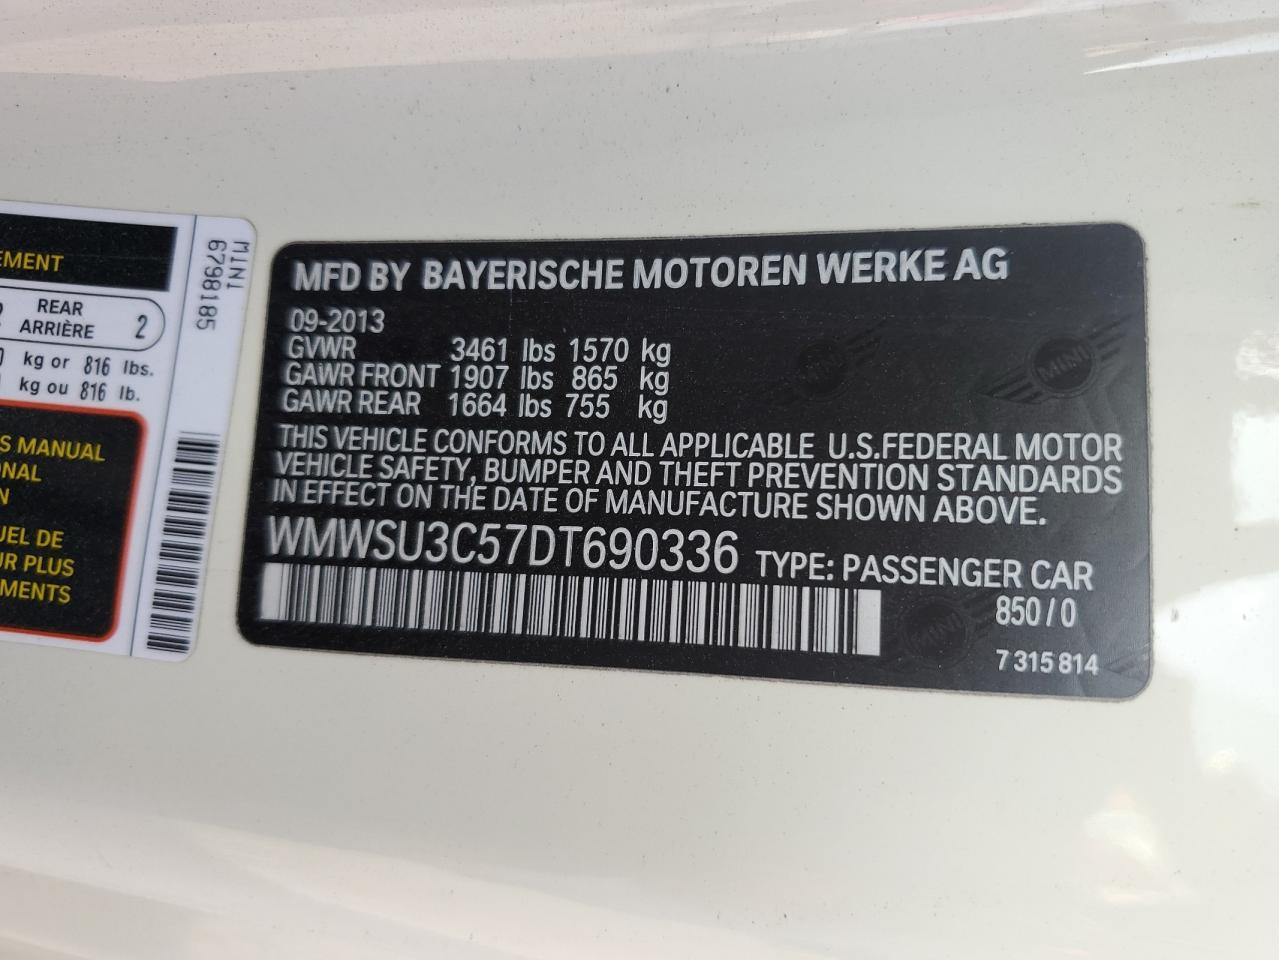 EMENT
REAR
ARRIÈRE 2
kg or 816 lbs.
kg ou 816 lb.
S MANUAL
IONAL
N
UEL DE
UR PLUS
MENTS
MINI
6798185
MFD BY BAYERISCHE MOTOREN WERKE AG
09-2013
GVWR 3461 lbs 1570 kg
GAWR FRONT 1907 lbs 865 kg
GAWR REAR 1664 lbs 755 kg
THIS VEHICLE CONFORMS TO ALL APPLICABLE U.S.FEDERAL MOTOR
VEHICLE SAFETY, BUMPER AND THEFT PREVENTION STANDARDS
IN EFFECT ON THE DATE OF MANUFACTURE SHOWN ABOVE.
WMWSU3C57DT690336 TYPE: PASSENGER CAR
850/0
7 315 814
MINI
MINI
MINI